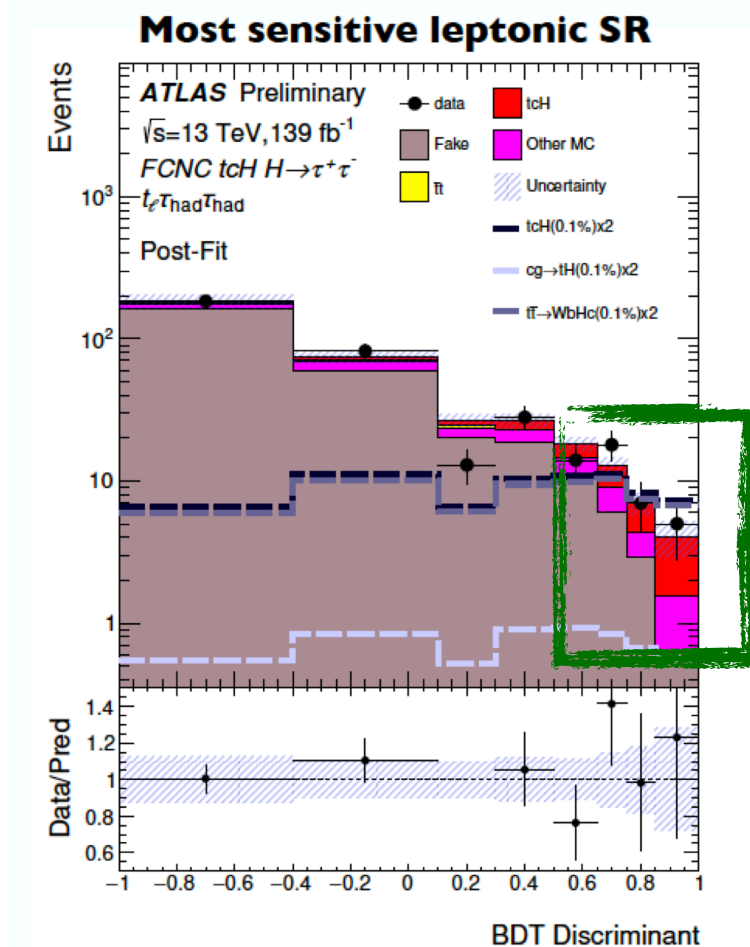 Most sensitive leptonic SR
Events
ATLAS Preliminary
√s=13 TeV,139 fb⁻¹
FCNC tcH H→τ⁺τ⁻
tℓτhadτhad
Post-Fit
data
tcH
Fake
Other MC
tt̄
Uncertainty
tcH(0.1%)x2
cg→tH(0.1%)x2
tt̄→WbHc(0.1%)x2
10³
10²
10
1
Data/Pred
1.4
1.2
1
0.8
0.6
−1 −0.8 −0.6 −0.4 −0.2 0 0.2 0.4 0.6 0.8 1
BDT Discriminant